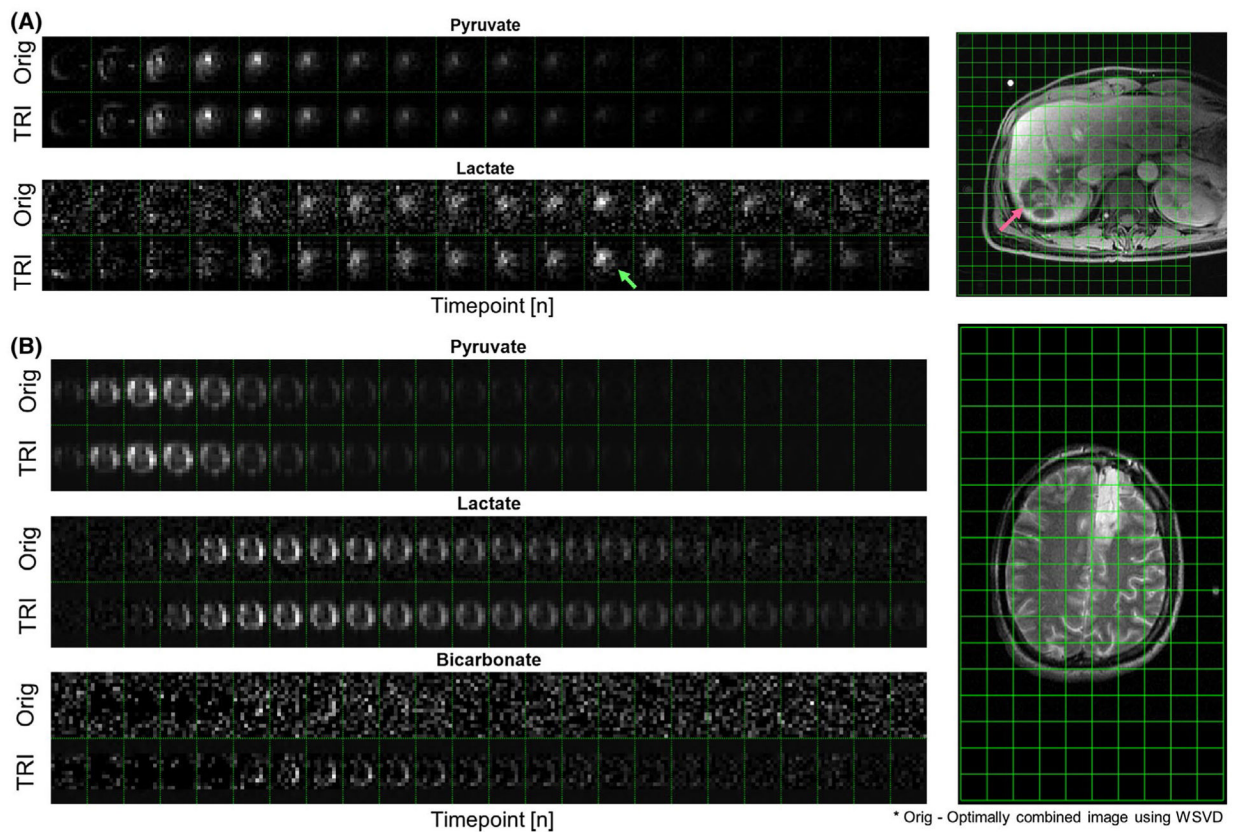 (A)
Pyruvate
Orig
TRI
Lactate
Orig
TRI
Timepoint [n]
(B)
Pyruvate
Orig
TRI
Lactate
Orig
TRI
Bicarbonate
Orig
TRI
Timepoint [n]
* Orig - Optimally combined image using WSVD